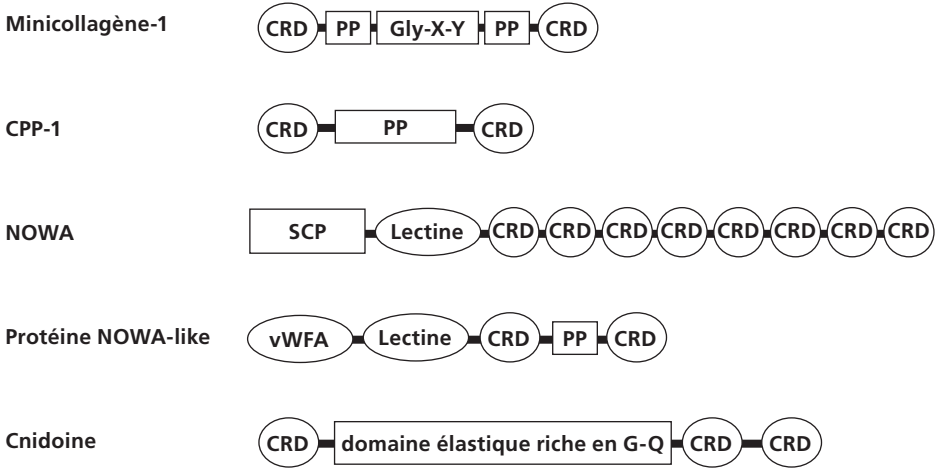 Minicollagène-1 CRD PP Gly-X-Y PP CRD
CPP-1 CRD PP CRD
NOWA SCP Lectine CRD CRD CRD CRD CRD CRD CRD CRD
Protéine NOWA-like vWFA Lectine CRD PP CRD
Cnidoine CRD domaine élastique riche en G-Q CRD CRD